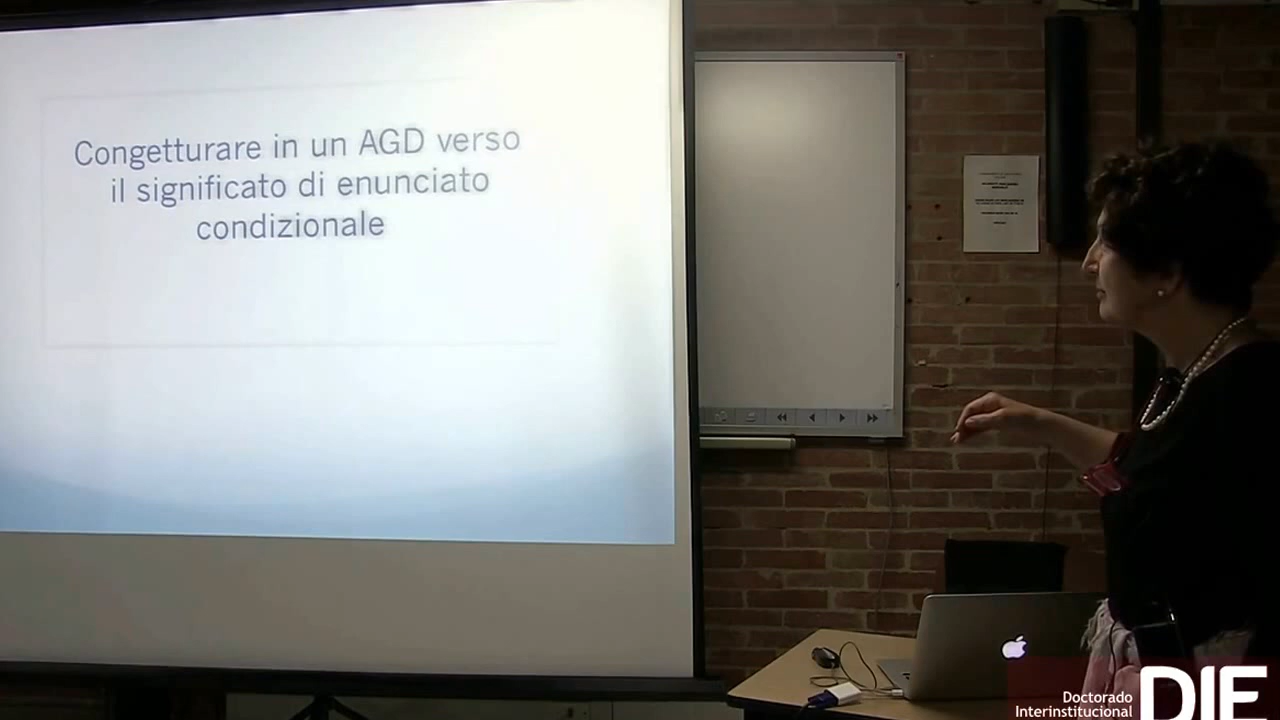 Congetturare in un AGD verso
il significato di enunciato
condizionale
Doctorado
Interinstitucional
DIE